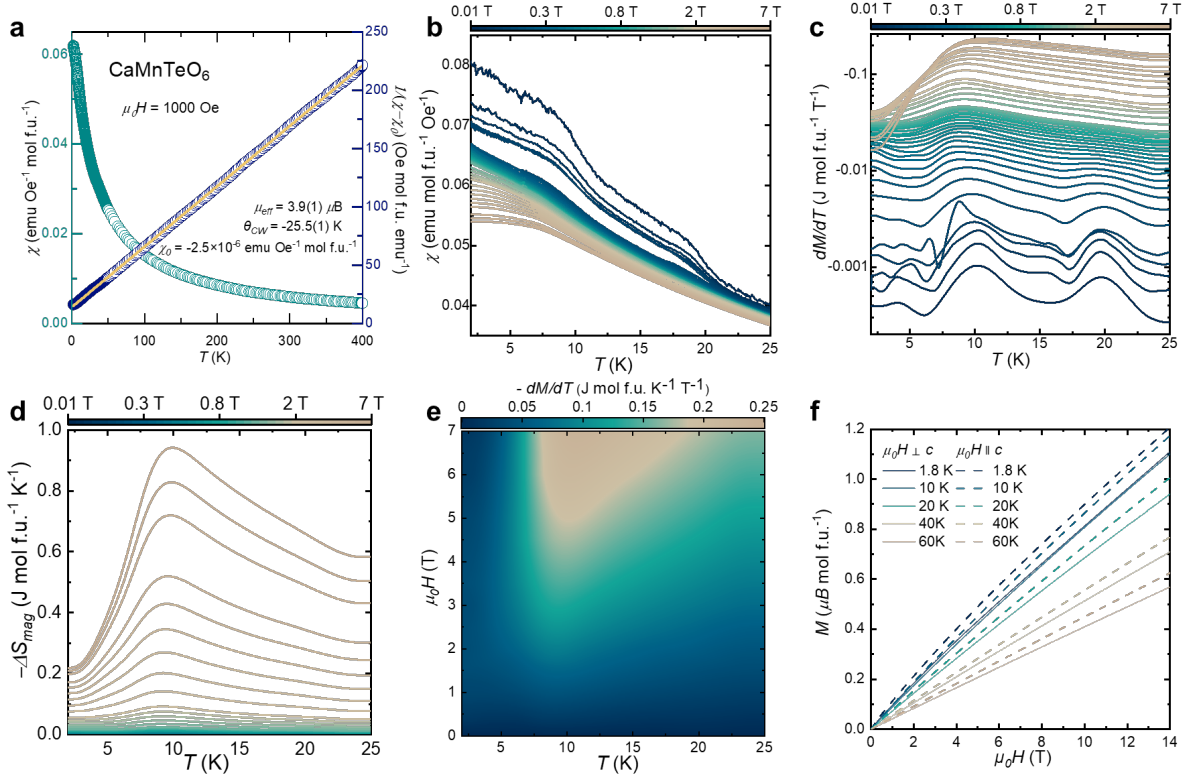 a
CaMnTeO6
μoH = 1000 Oe
μeff = 3.9(1) μB
θCW = -25.5(1) K
χ0 = -2.5×10-6 emu Oe-1 mol f.u.-1
χ (emu Oe-1 mol f.u.-1)
0.06
0.04
0.02
0.00
1/(χ−χ0) (Oe mol f.u. emu-1)
250
200
150
100
50
25
0
0 100 200 300 400
T (K)
b
0.01 T 0.3 T 0.8 T 2 T 7 T
χ (emu mol f.u.-1 Oe-1)
0.08
0.07
0.06
0.05
0.04
5 10 15 20 25
T (K)
c
0.01 T 0.3 T 0.8 T 2 T 7 T
dM/dT (J mol f.u.-1 T-1)
-0.1
-0.01
-0.001
5 10 15 20 25
T (K)
d
0.01 T 0.3 T 0.8 T 2 T 7 T
−ΔSmag (J mol f.u.-1 K-1)
1.0
0.8
0.6
0.4
0.2
0.0
5 10 15 20 25
T (K)
e
- dM/dT (J mol f.u. K-1 T-1)
0 0.05 0.1 0.15 0.2 0.25
μoH (T)
7
6
5
4
3
2
1
0
5 10 15 20 25
T (K)
f
μoH ⊥ c μoH ∥ c
1.8 K 1.8 K
10 K 10 K
20 K 20K
40K 40K
60K 60K
M (μB mol f.u.-1)
1.2
1.0
0.8
0.6
0.4
0.2
0.0
0 2 4 6 8 10 12 14
μoH (T)